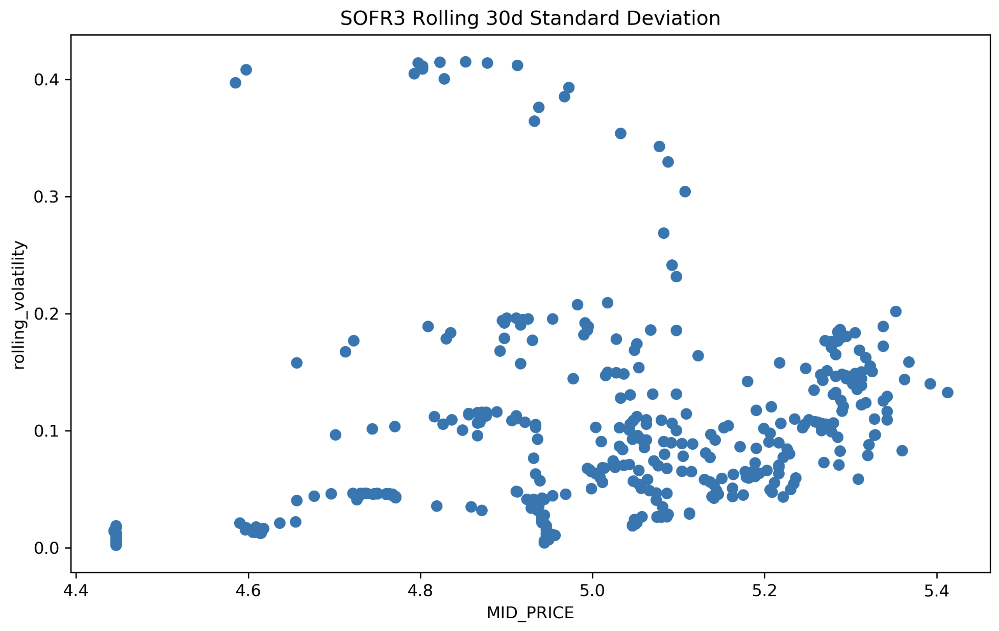 SOFR3 Rolling 30d Standard Deviation
rolling_volatility
0.4
0.3
0.2
0.1
0.0
4.4 4.6 4.8 5.0 5.2 5.4
MID_PRICE